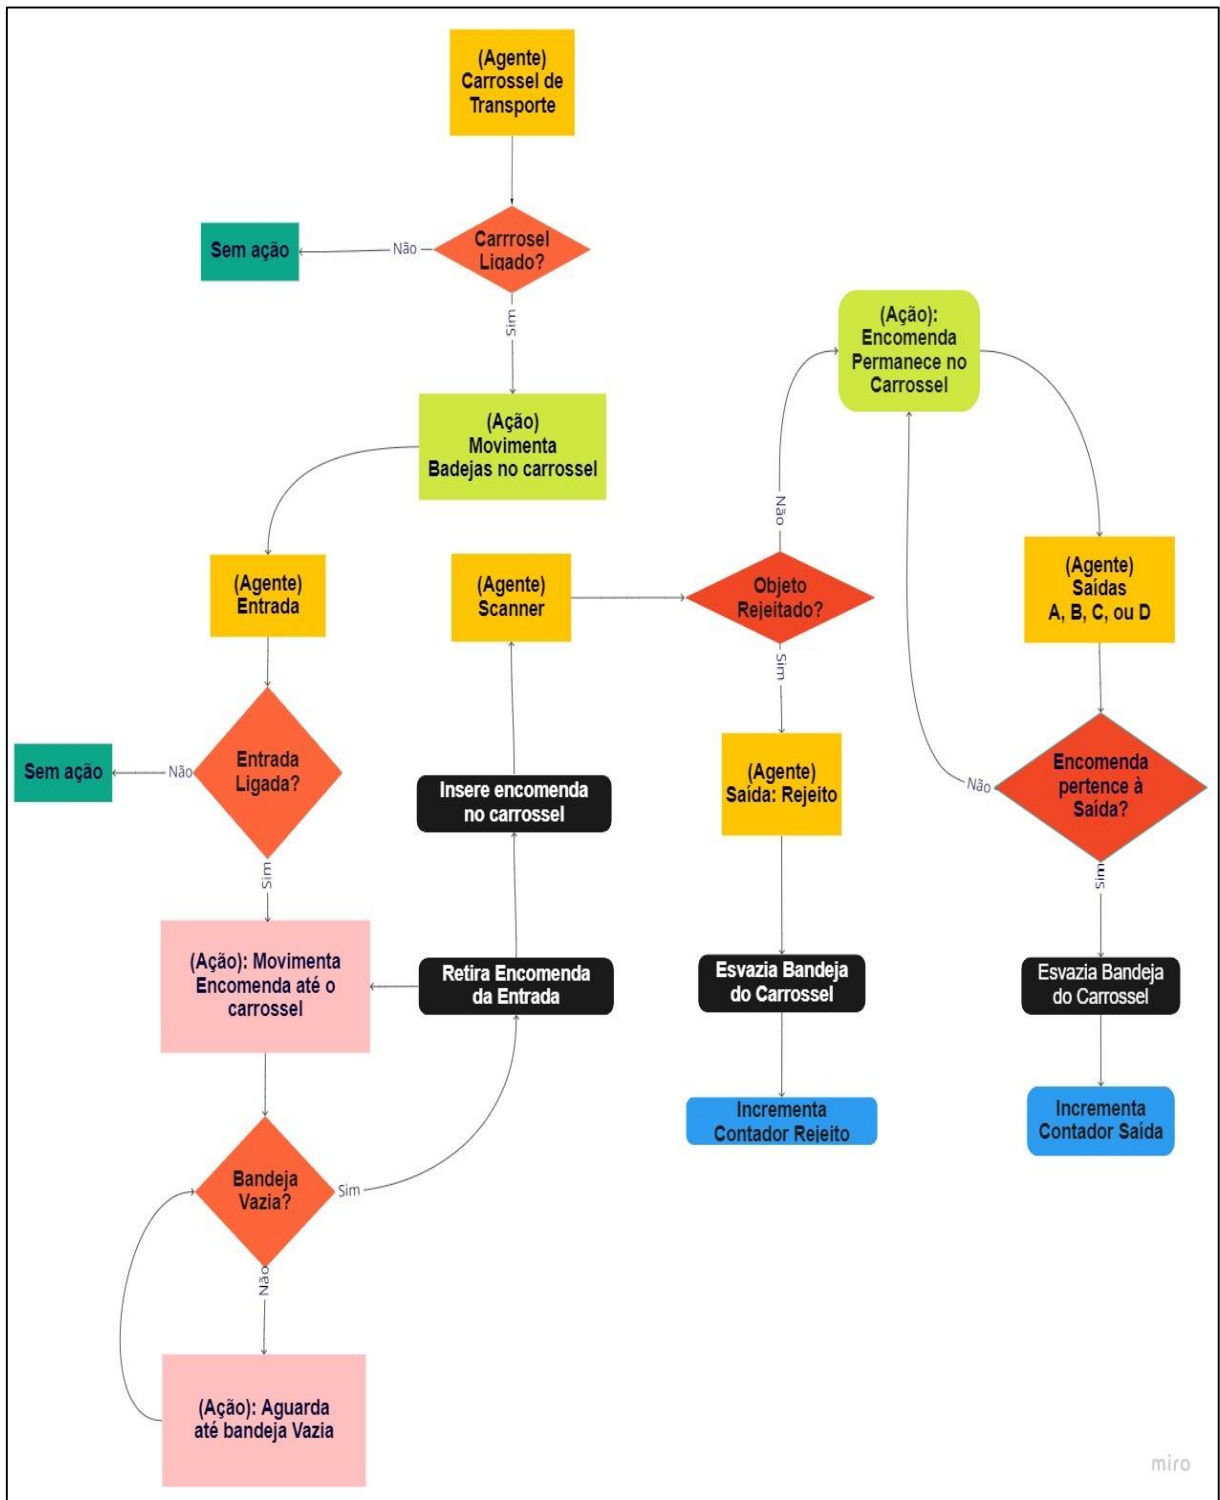 (Agente)
Carrossel de
Transporte
Carrrosel
Ligado?
Não
Sem ação
Sim
(Ação)
Movimenta
Badejas no carrossel
(Agente)
Entrada
Entrada
Ligada?
Não
Sem ação
Sim
(Ação): Movimenta
Encomenda até o
carrossel
Bandeja
Vazia?
Não
(Ação): Aguarda
até bandeja Vazia
Sim
Retira Encomenda
da Entrada
Insere encomenda
no carrossel
(Agente)
Scanner
Objeto
Rejeitado?
Sim
(Agente)
Saída: Rejeito
Esvazia Bandeja
do Carrossel
Incrementa
Contador Rejeito
Não
(Ação):
Encomenda
Permanece no
Carrossel
(Agente)
Saídas
A, B, C, ou D
Encomenda
pertence à
Saída?
Não
Sim
Esvazia Bandeja
do Carrossel
Incrementa
Contador Saída
miro